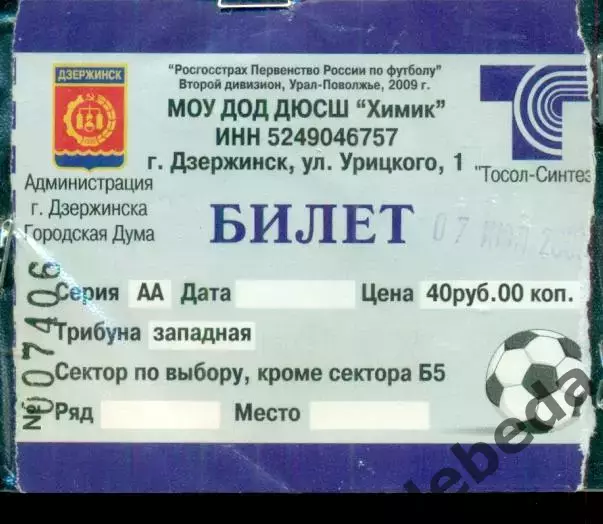 ДЗЕРЖИНСК
"Росгосстрах Первенство России по футболу"
Второй дивизион, Урал-Поволжье, 2009 г.
МОУ ДОД ДЮСШ "Химик"
ИНН 5249046757
г. Дзержинск, ул. Урицкого, 1
"Тосол-Синтез
Администрация
г. Дзержинска
Городская Дума
БИЛЕТ
07
Серия АА Дата Цена 40руб.00 коп.
Трибуна западная
Сектор по выбору, кроме сектора Б5
Ряд Место
№007406
lebeda